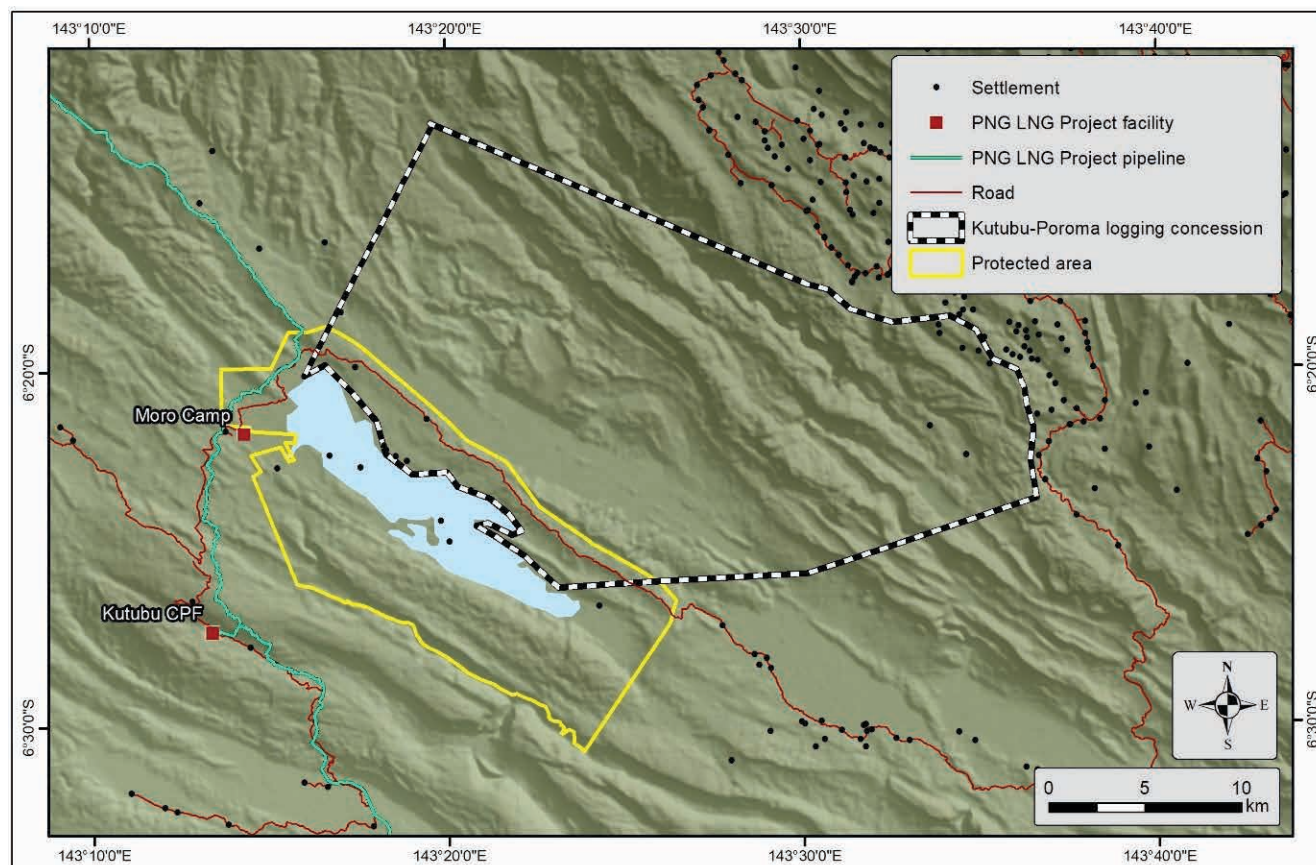 143°10'0"E 143°20'0"E 143°30'0"E 143°40'0"E
Settlement
PNG LNG Project facility
PNG LNG Project pipeline
Road
Kutubu-Poroma logging concession
Protected area
6°20'0"S 6°20'0"S
Moro Camp
Kutubu CPF
6°30'0"S 6°30'0"S
N
W E
S
0 5 10
km
143°10'0"E 143°20'0"E 143°30'0"E 143°40'0"E